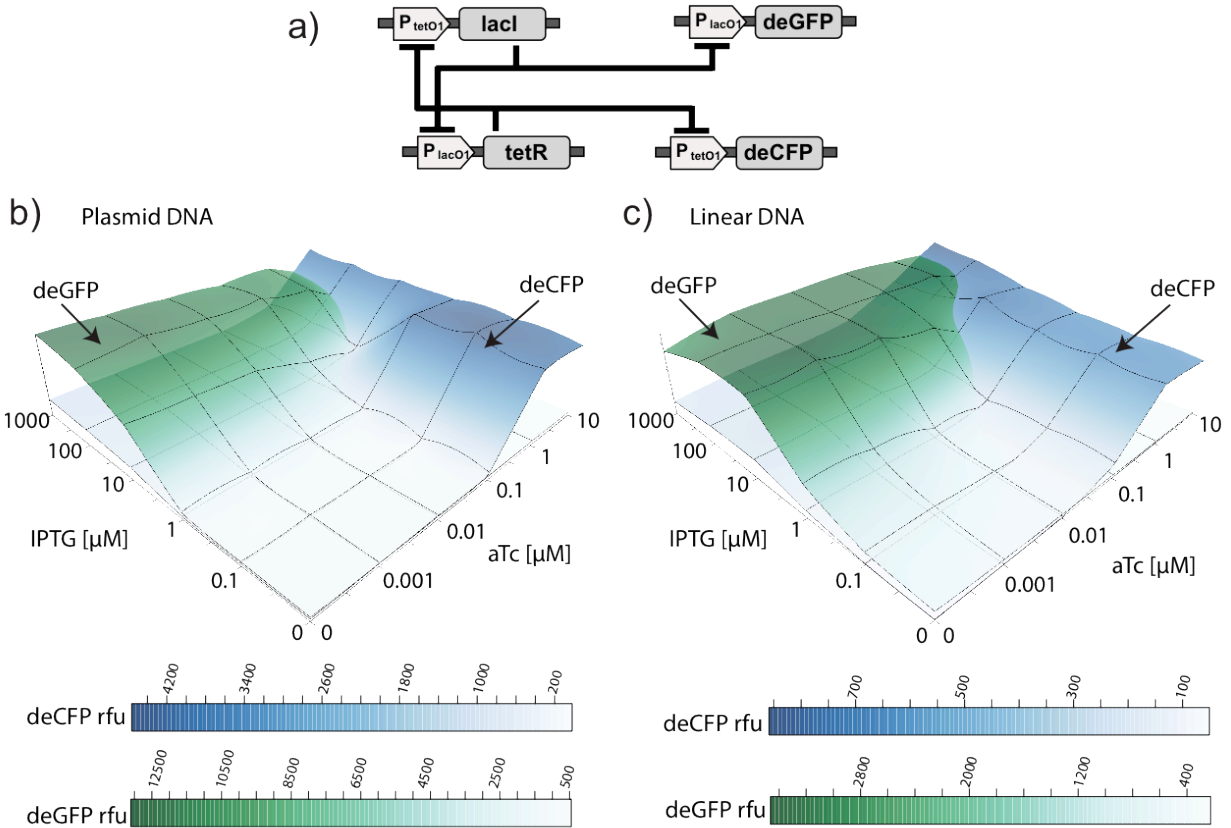 a)
P tetO1 lacI P lacO1 deGFP
P lacO1 tetR P tetO1 deCFP
b) Plasmid DNA
deGFP
deCFP
1000
100
10
1
0.1
0
IPTG [µM]
0
0.001
0.01
0.1
1
10
aTc [µM]
deCFP rfu
4200 3400 2600 1800 1000 200
deGFP rfu
12500 10500 8500 6500 4500 2500 500
c) Linear DNA
deGFP
deCFP
1000
100
10
1
0.1
0
IPTG [µM]
0
0.001
0.01
0.1
1
10
aTc [µM]
deCFP rfu
700 500 300 100
deGFP rfu
2800 2000 1200 400